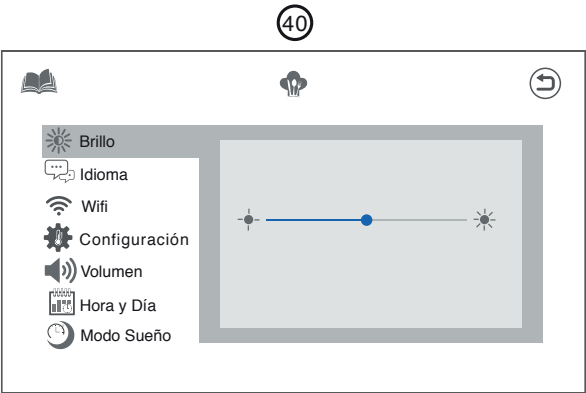 40
Brillo
Idioma
Wifi
Configuración
Volumen
Hora y Día
Modo Sueño